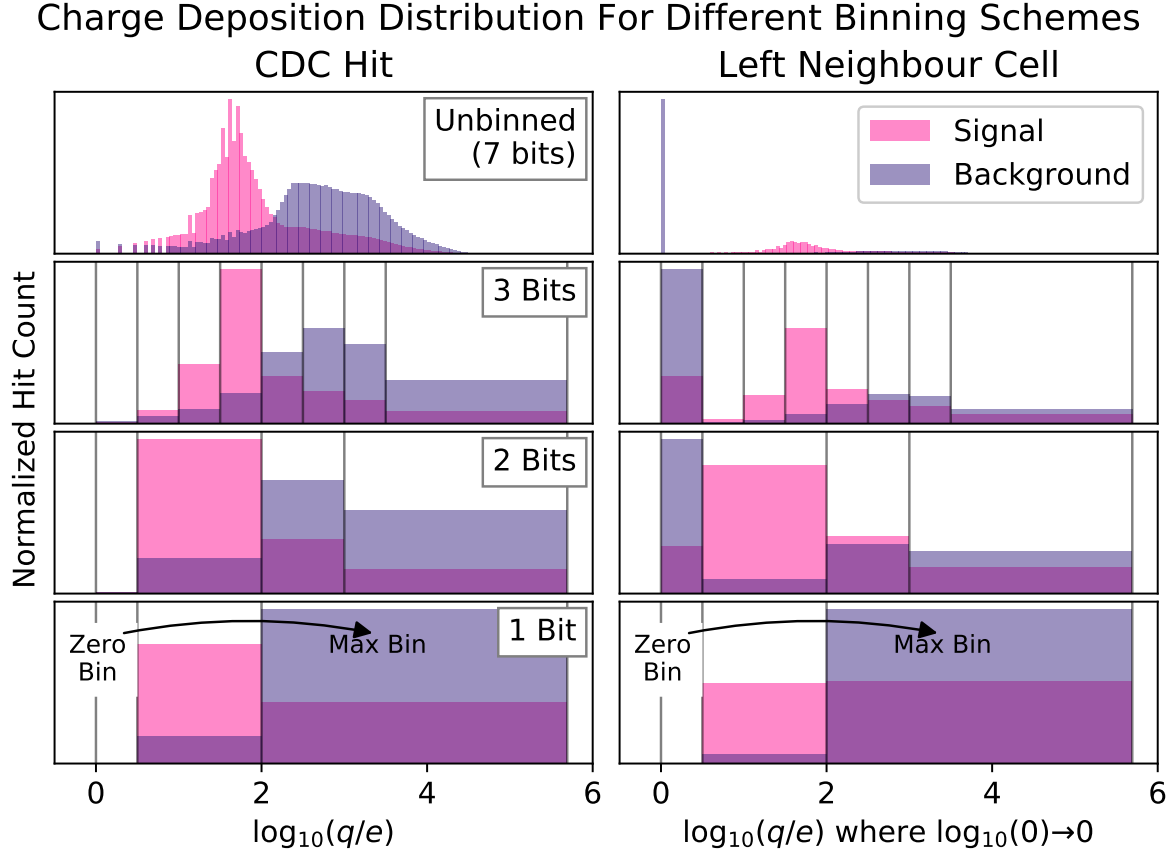 Charge Deposition Distribution For Different Binning Schemes
CDC Hit
Left Neighbour Cell
Unbinned
(7 bits)
Signal
Background
3 Bits
2 Bits
1 Bit
Normalized Hit Count
Zero
Bin
Max Bin
Zero
Bin
Max Bin
0 2 4 6
0 2 4 6
log₁₀(q/e)
log₁₀(q/e) where log₁₀(0)→0